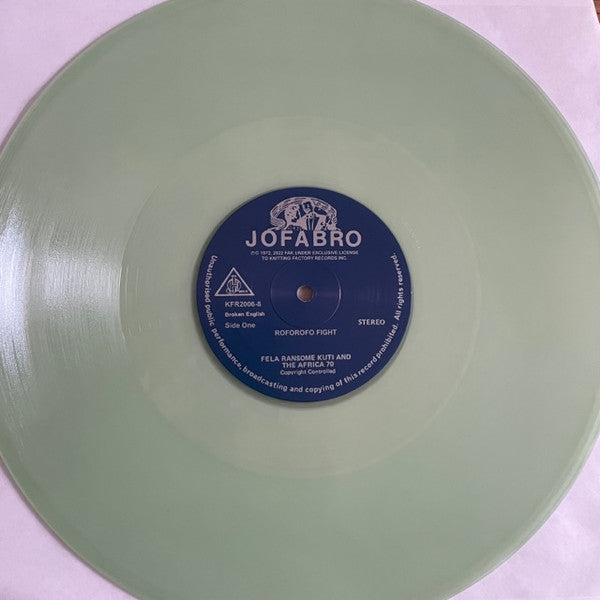 JOFABRO
℗© 1972, 2022 FAK UNDER EXCLUSIVE LICENSE
TO KNITTING FACTORY RECORDS INC.
KFR2006-8
Broken English
Side One
STEREO
ROFOROFO FIGHT
FELA RANSOME KUTI AND
THE AFRICA 70
Copyright Controlled
Unauthorised public performance, broadcasting and copying of this record prohibited. All rights reserved.